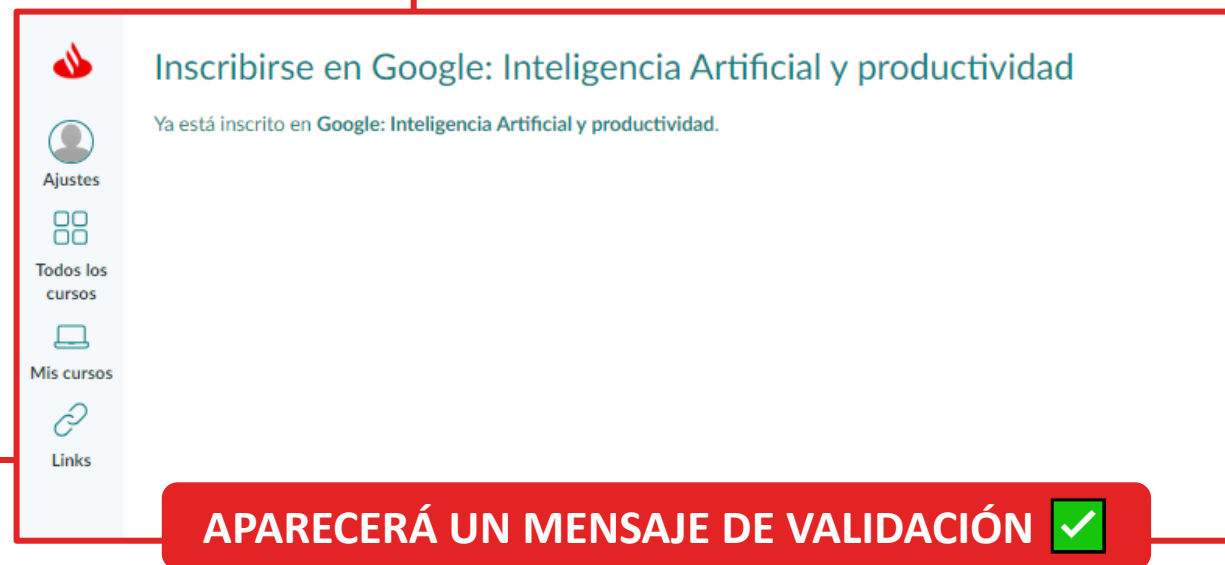 Inscribirse en Google: Inteligencia Artificial y productividad
Ya está inscrito en Google: Inteligencia Artificial y productividad.
Ajustes
Todos los
cursos
Mis cursos
Links
APARECERÁ UN MENSAJE DE VALIDACIÓN